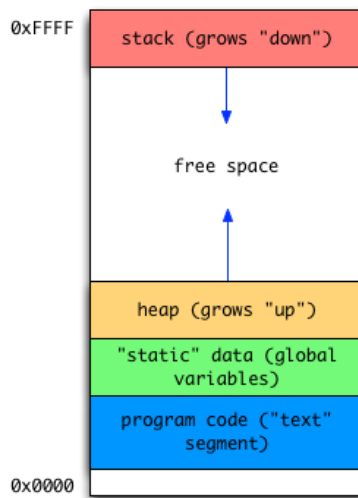 0xFFFF
stack (grows "down")
free space
heap (grows "up")
"static" data (global
variables)
program code ("text"
segment)
0x0000